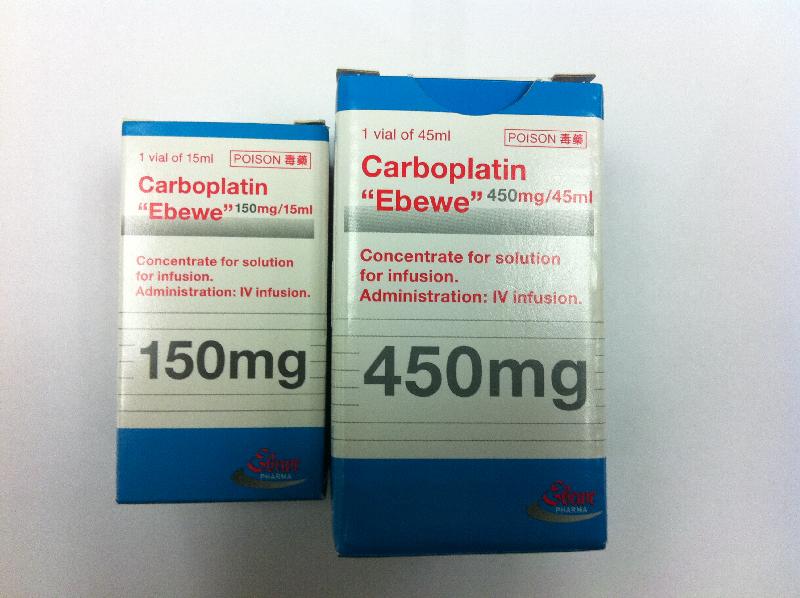 1 vial of 15ml POISON 毒藥
Carboplatin
“Ebewe” 150mg/15ml
Concentrate for solution
for infusion.
Administration: IV infusion.
150mg
Ebewe
PHARMA
1 vial of 45ml POISON 毒藥
Carboplatin
“Ebewe” 450mg/45ml
Concentrate for solution
for infusion.
Administration: IV infusion.
450mg
Ebewe
PHARMA